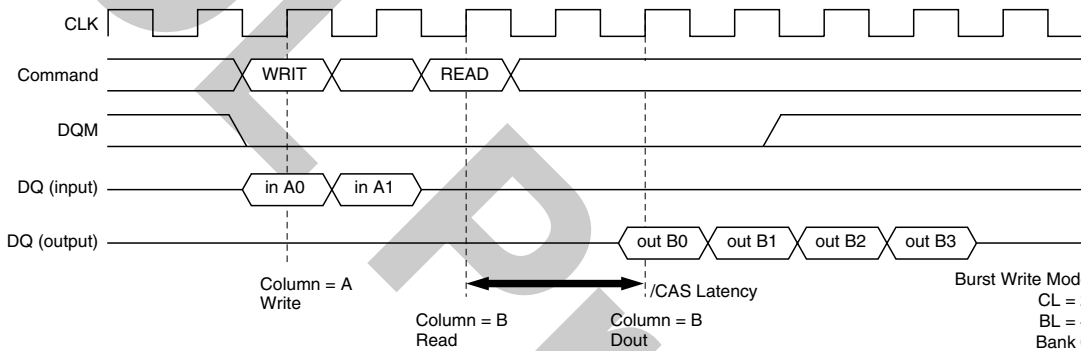 CLK
Command
WRIT
READ
DQM
DQ (input)
in A0
in A1
DQ (output)
out B0
out B1
out B2
out B3
Column = A
Write
/CAS Latency
Column = B
Read
Column = B
Dout
Burst Write Mod
CL =
BL =
Bank